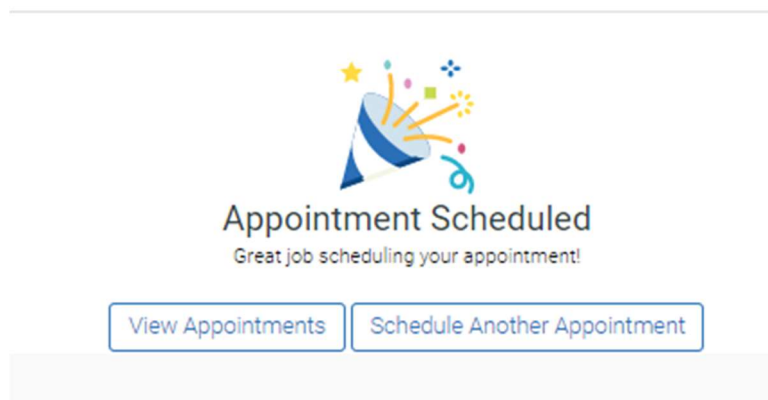 Appointment Scheduled
Great job scheduling your appointment!
View Appointments
Schedule Another Appointment